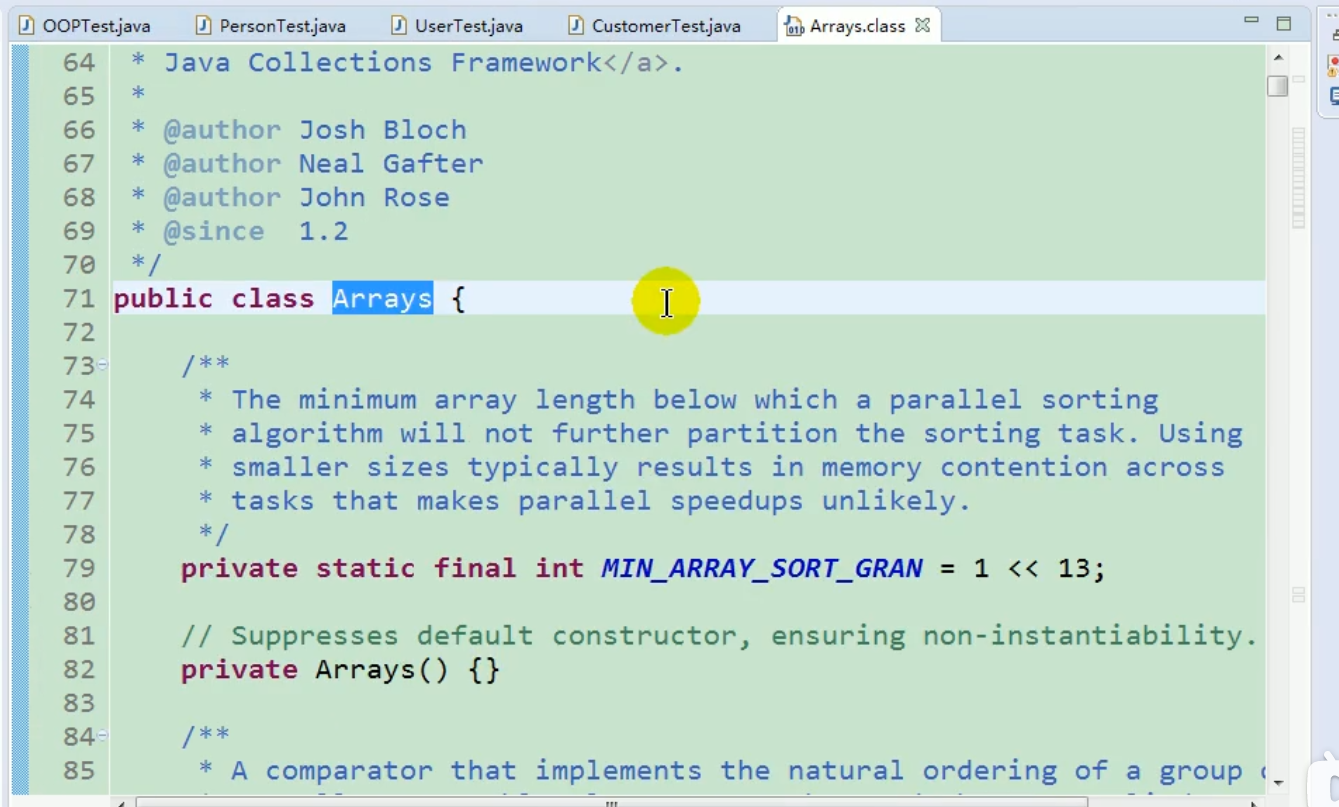 OOPTest.java PersonTest.java UserTest.java CustomerTest.java Arrays.class
64 * Java Collections Framework</a>.
65 *
66 * @author Josh Bloch
67 * @author Neal Gafter
68 * @author John Rose
69 * @since 1.2
70 */
71 public class Arrays {
72
73 /**
74 * The minimum array length below which a parallel sorting
75 * algorithm will not further partition the sorting task. Using
76 * smaller sizes typically results in memory contention across
77 * tasks that makes parallel speedups unlikely.
78 */
79 private static final int MIN_ARRAY_SORT_GRAN = 1 << 13;
80
81 // Suppresses default constructor, ensuring non-instantiability.
82 private Arrays() {}
83
84 /**
85 * A comparator that implements the natural ordering of a group